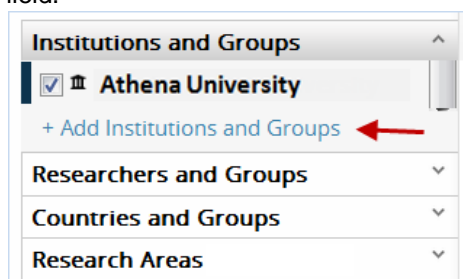 field.
Institutions and Groups
Athena University
+ Add Institutions and Groups
Researchers and Groups
Countries and Groups
Research Areas